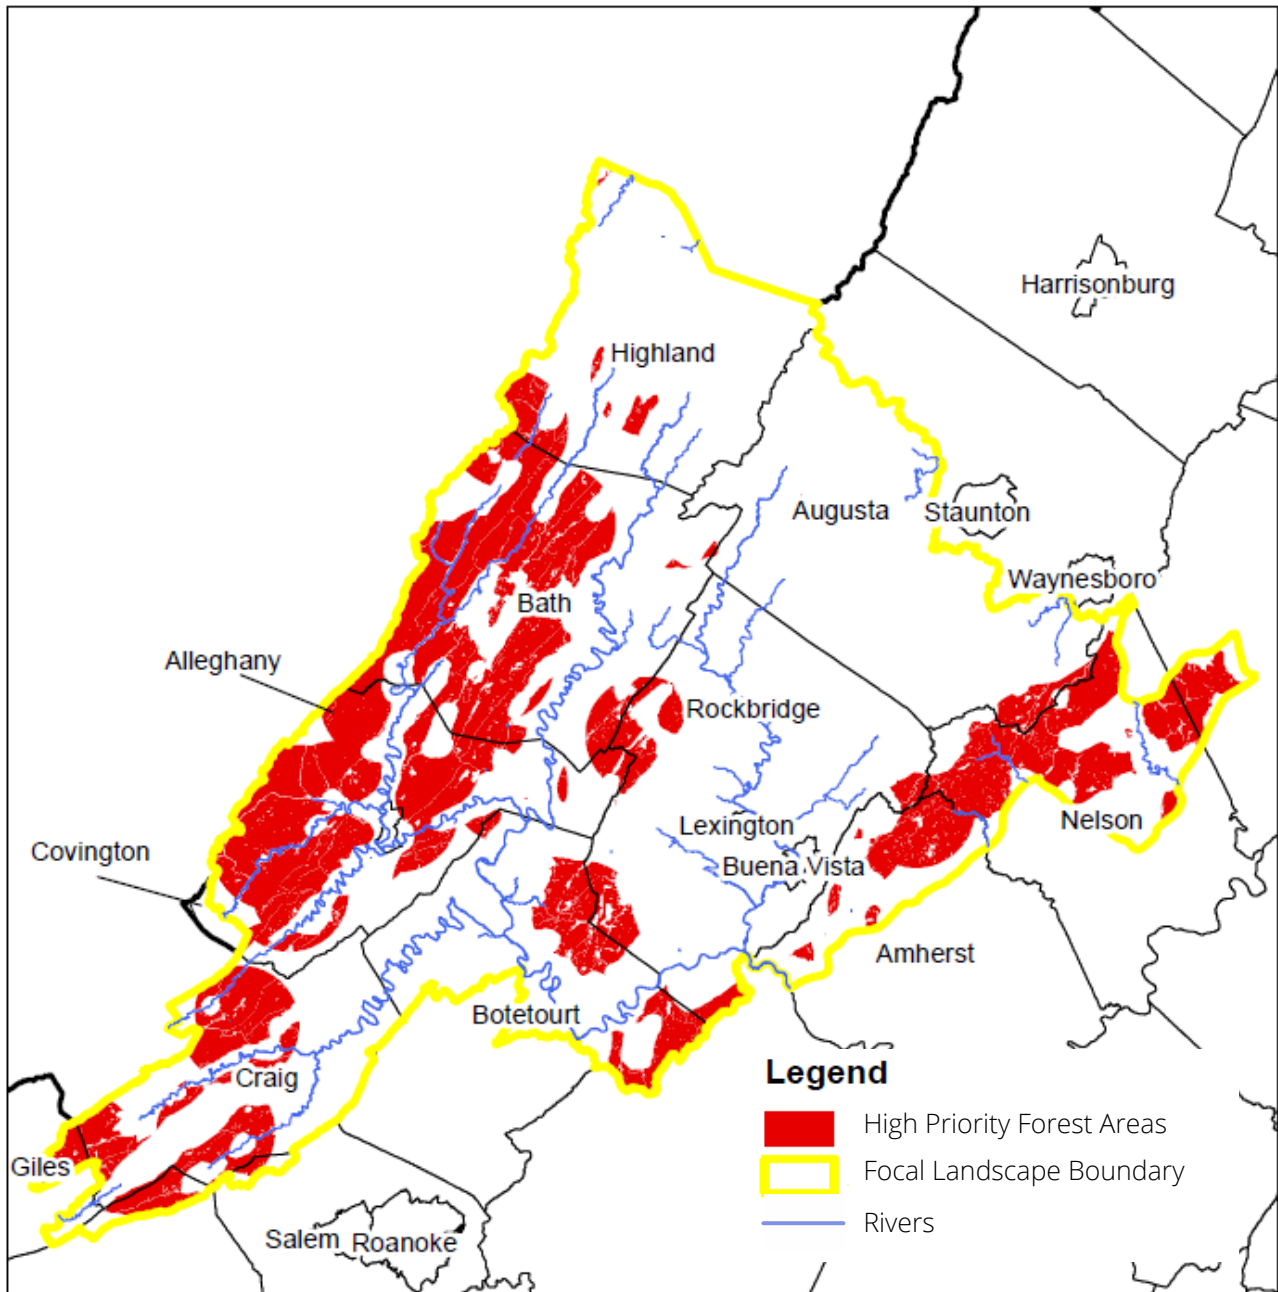 Harrisonburg
Highland
Augusta
Staunton
Waynesboro
Bath
Alleghany
Rockbridge
Nelson
Lexington
Covington
Buena Vista
Amherst
Botetourt
Craig
Giles
Salem
Roanoke
Legend
High Priority Forest Areas
Focal Landscape Boundary
Rivers